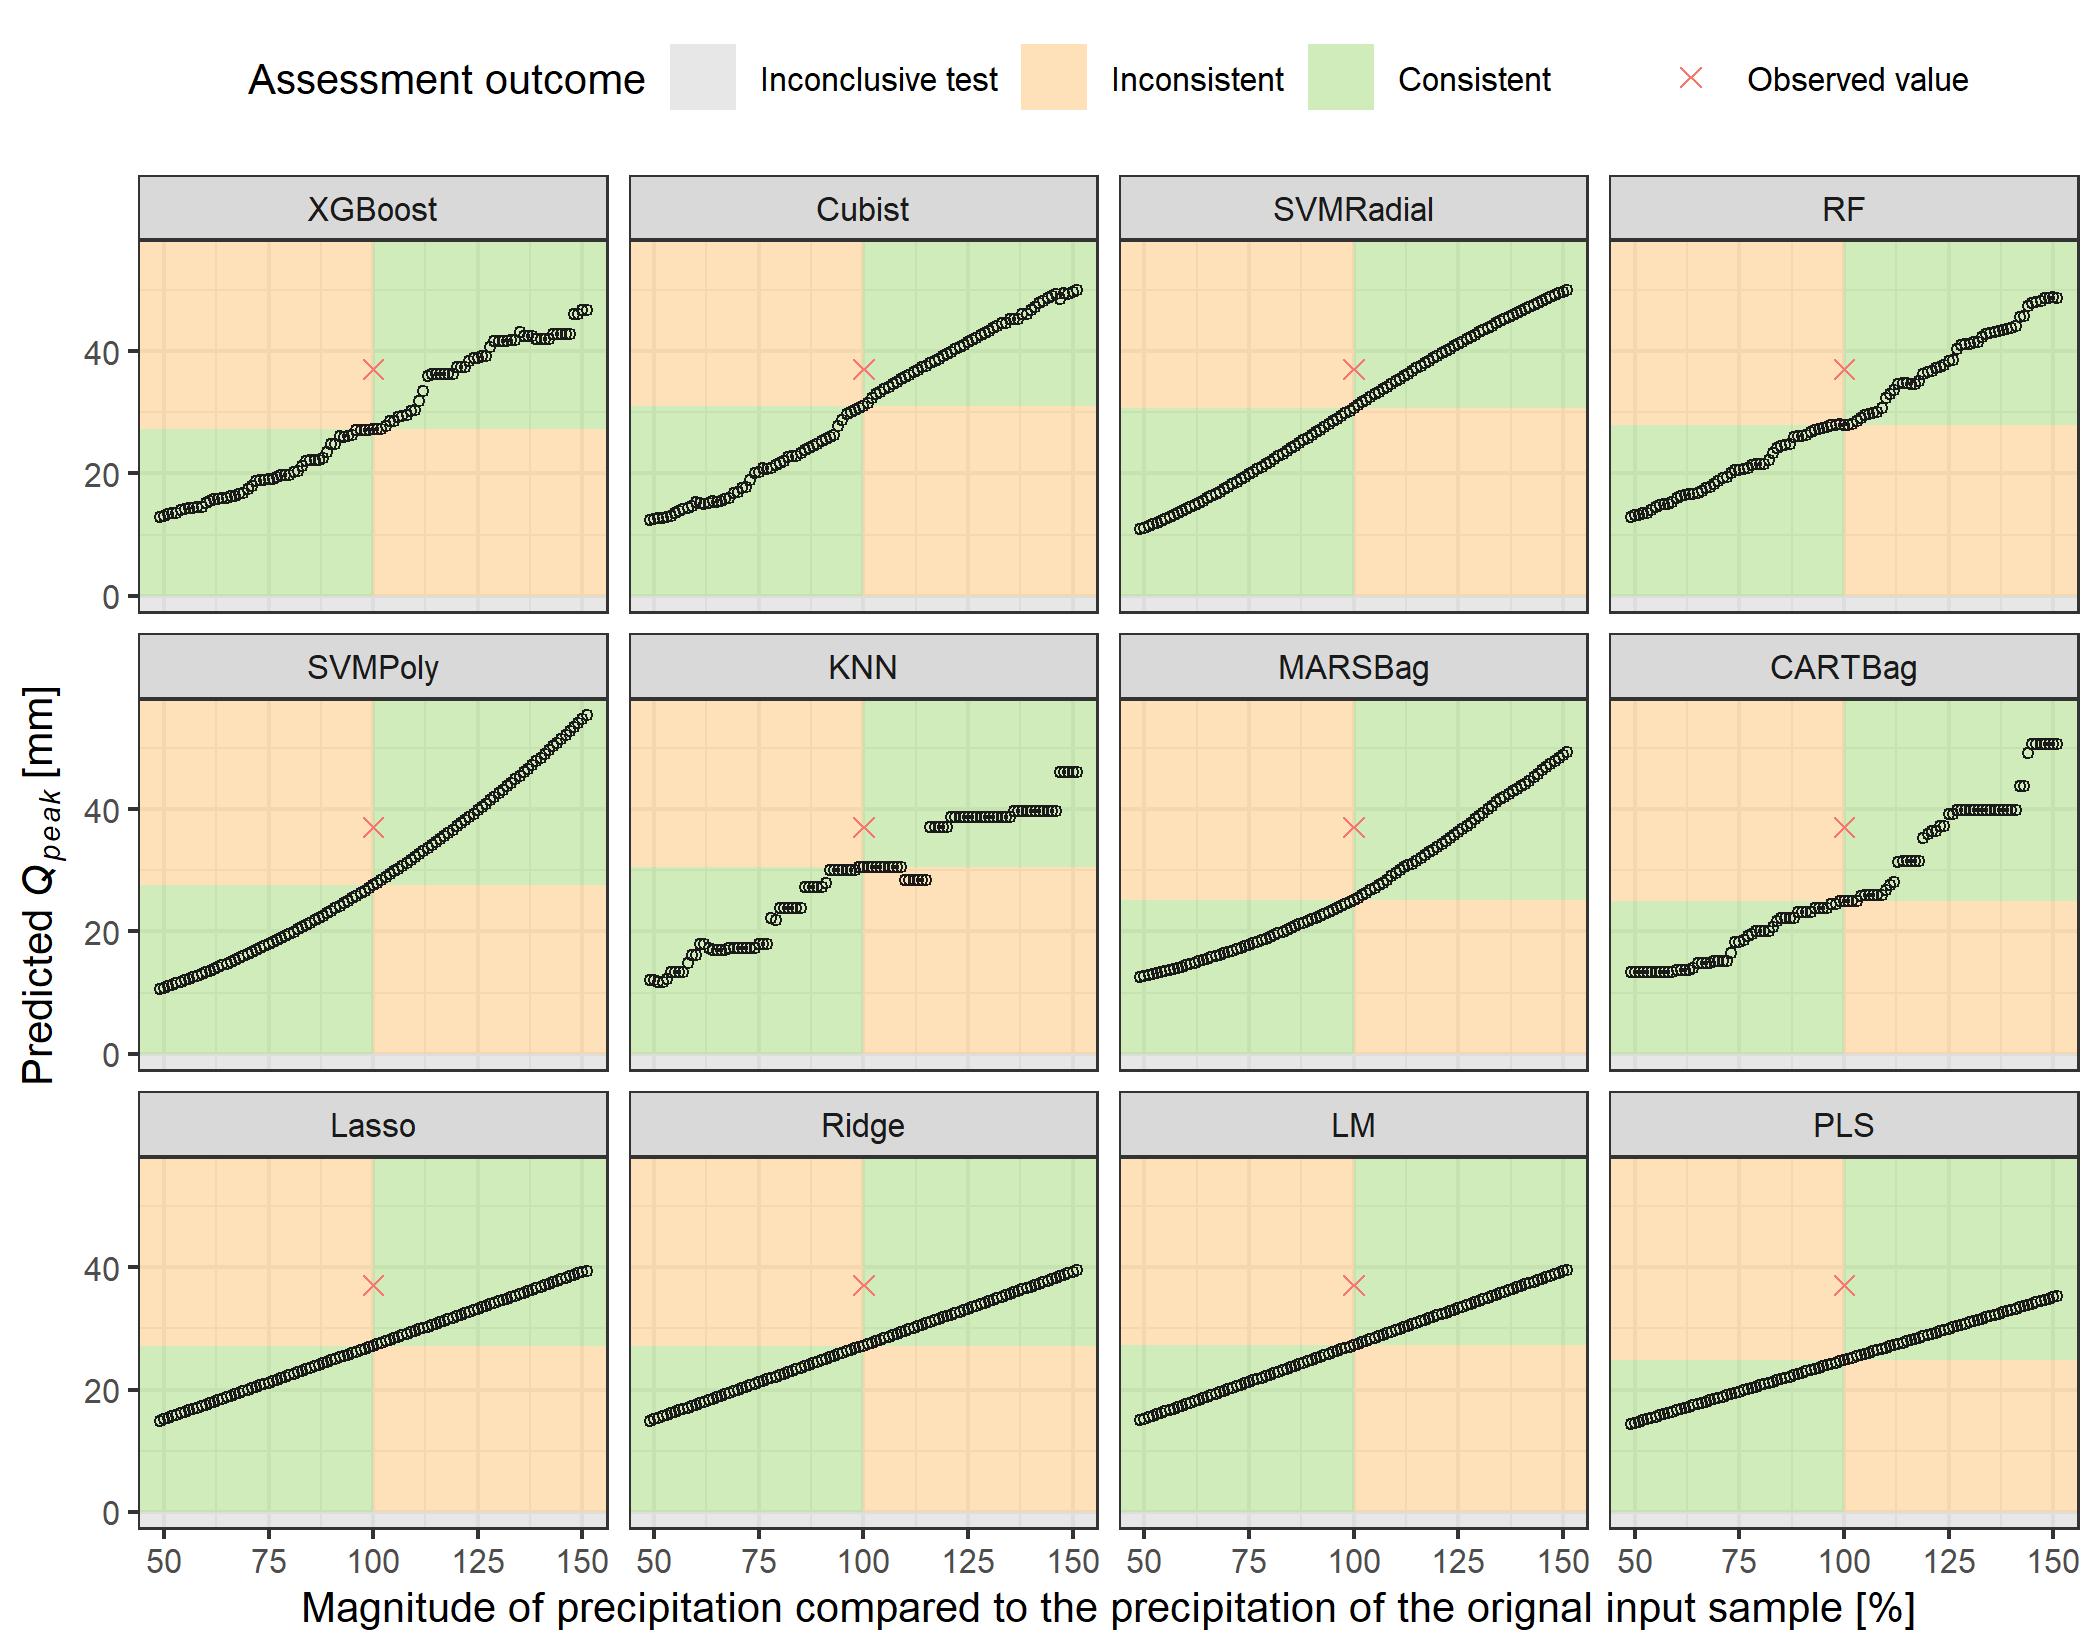 Assessment outcome Inconclusive test Inconsistent Consistent Observed value
XGBoost Cubist SVMRadial RF
40
20
0
SVMPoly KNN MARSBag CARTBag
40
20
0
Predicted Qpeak [mm]
Lasso Ridge LM PLS
40
20
0
50 75 100 125 150 50 75 100 125 150 50 75 100 125 150 50 75 100 125 150
Magnitude of precipitation compared to the precipitation of the orignal input sample [%]